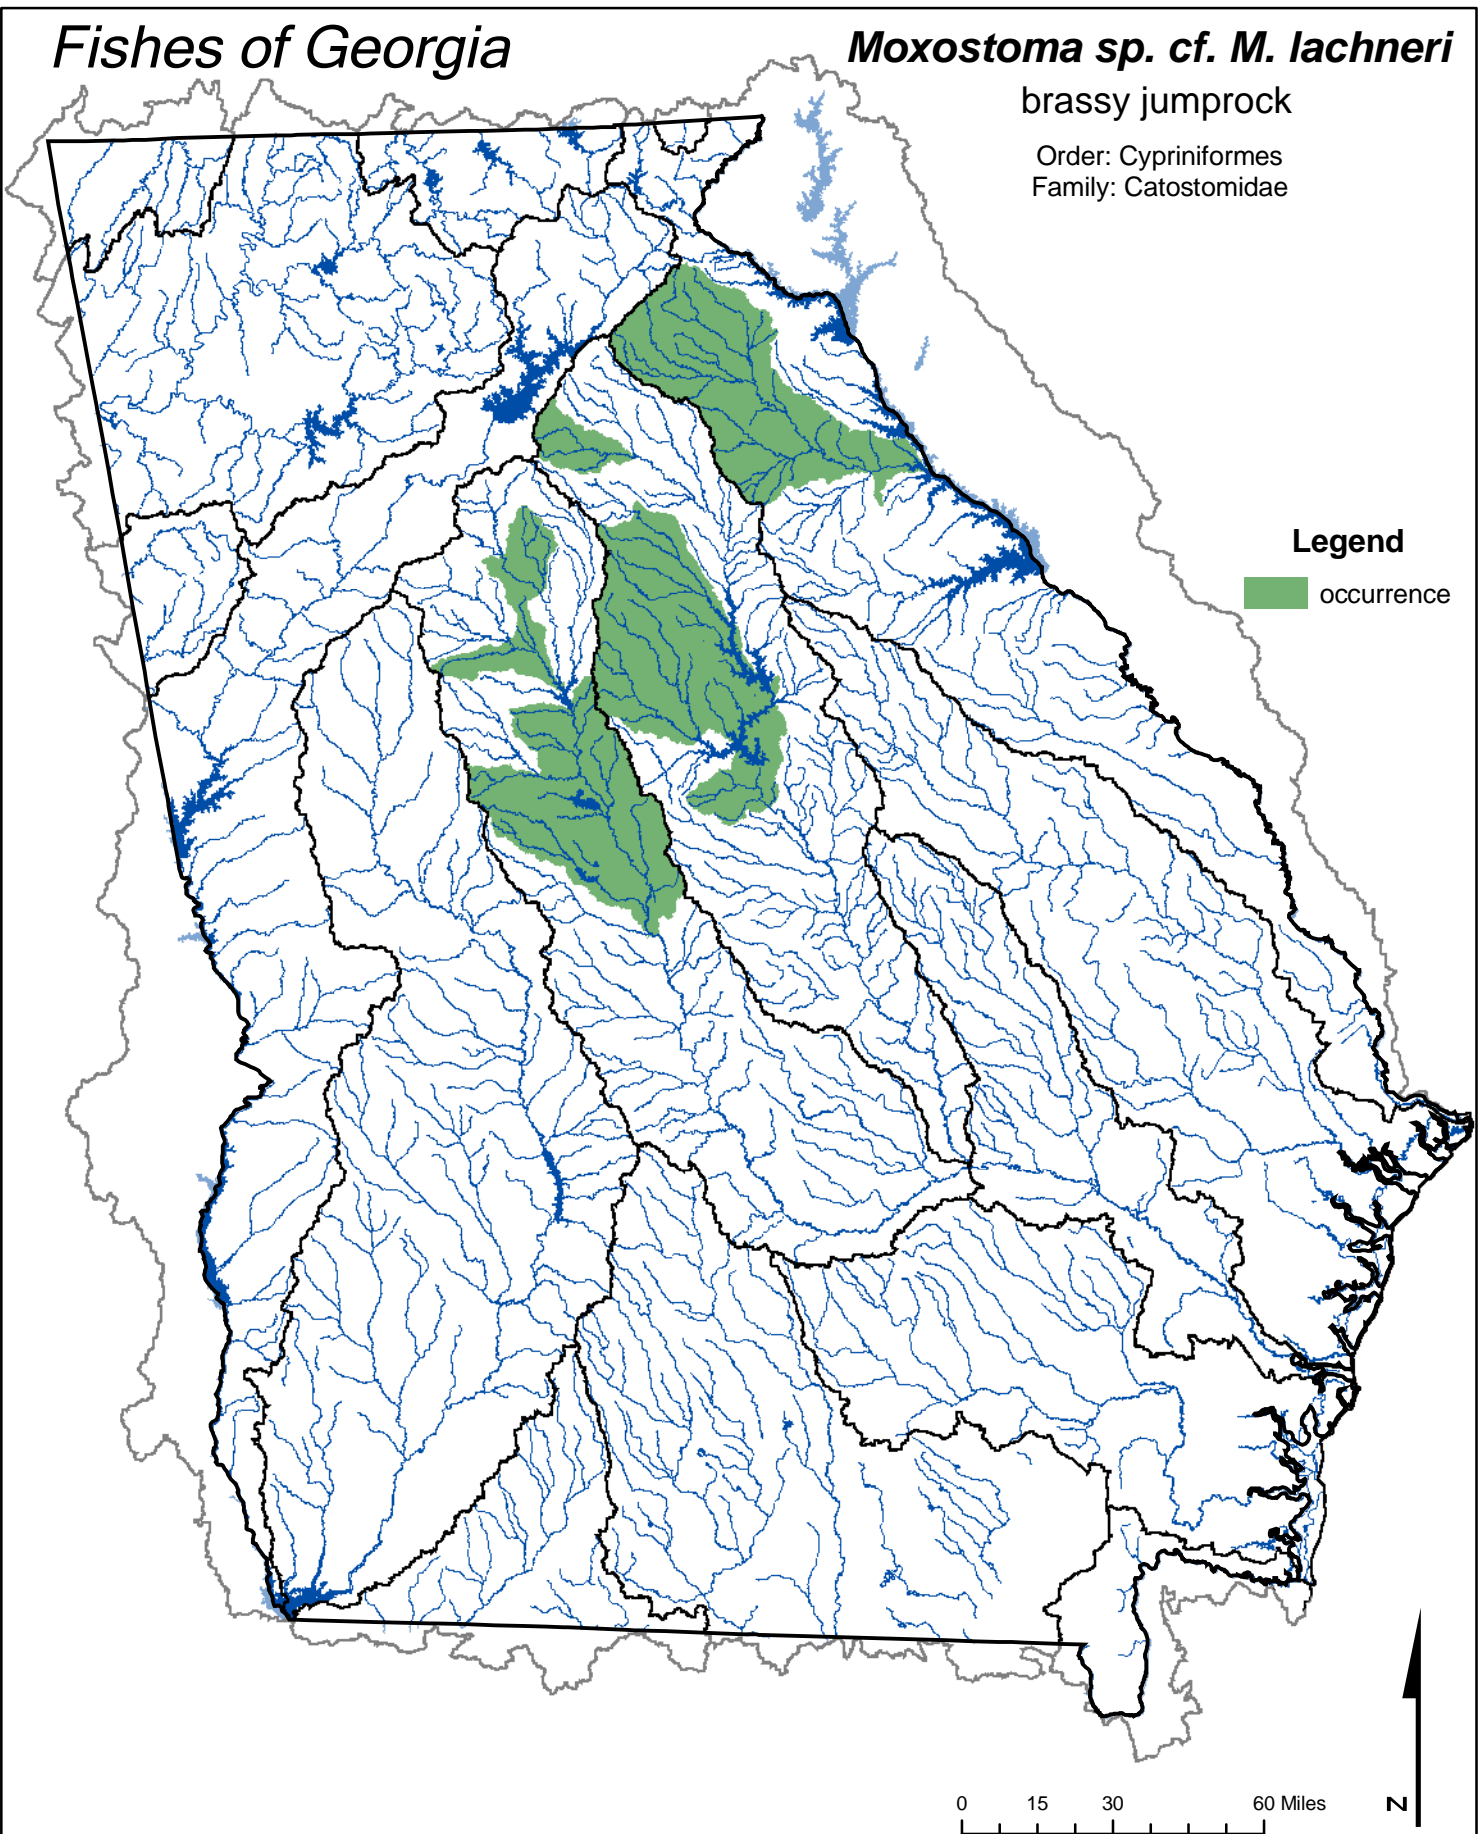 Fishes of Georgia
Moxostoma sp. cf. M. lachneri
brassy jumprock
Order: Cypriniformes
Family: Catostomidae
Legend
occurrence
0 15 30 60 Miles
N